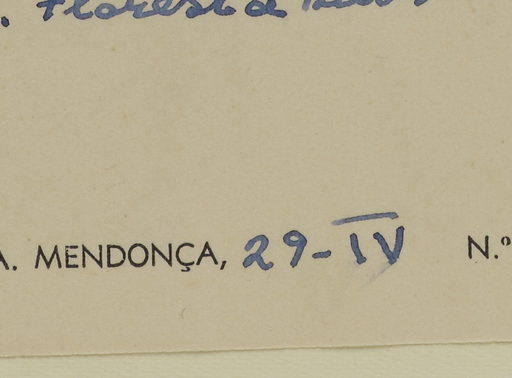 . Floresta
A. MENDONÇA, 29-IV N.º